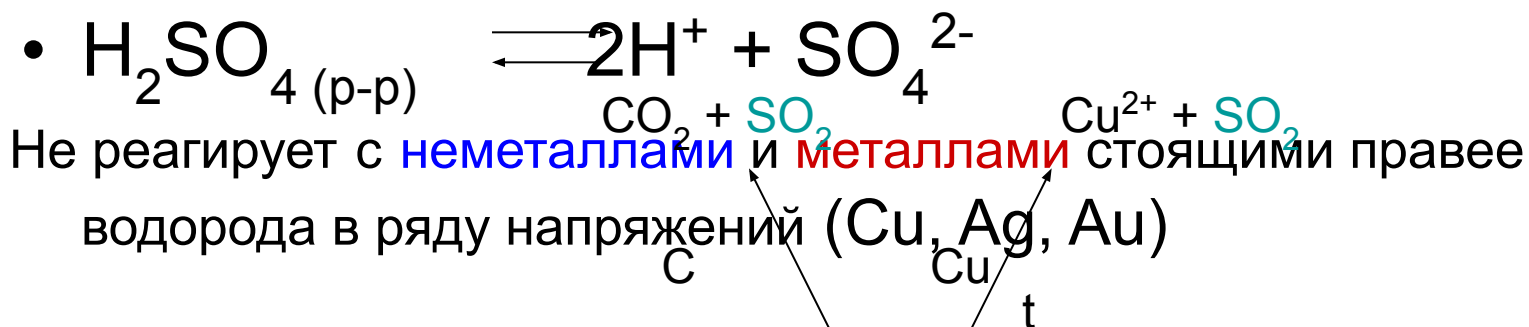 • H₂SO₄ (р-р) ⇄ 2H⁺ + SO₄²⁻
CO₂ + SO₂ Cu²⁺ + SO₂
Не реагирует с неметаллами и металлами стоящими правее
водорода в ряду напряжений (Cu, Ag, Au)
C Cu
t